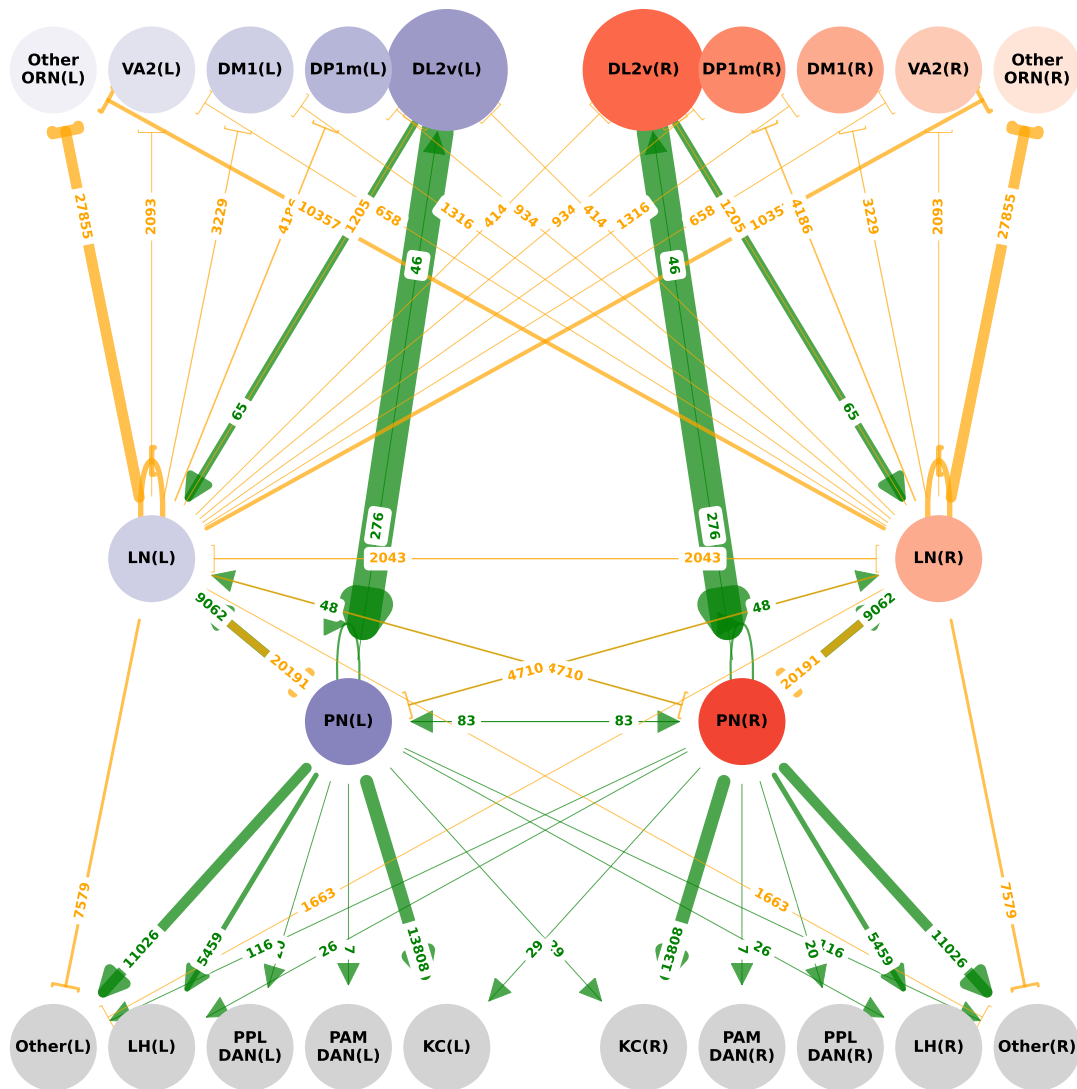 Other
ORN(L)
VA2(L)
DM1(L)
DP1m(L)
DL2v(L)
DL2v(R)
DP1m(R)
DM1(R)
VA2(R)
Other
ORN(R)
27855
2093
3229
10357
1205
658
1316
414
934
934
414
1316
658
1205
4186
3229
2093
27855
46
46
65
65
276
276
LN(L)
2043
2043
LN(R)
9062
48
48
9062
20191
4710
4710
20191
PN(L)
83
83
PN(R)
7579
1663
1663
7579
11026
5459
116
26
7
13808
29
29
13808
7
26
20
116
5459
11026
Other(L)
LH(L)
PPL
DAN(L)
PAM
DAN(L)
KC(L)
KC(R)
PAM
DAN(R)
PPL
DAN(R)
LH(R)
Other(R)